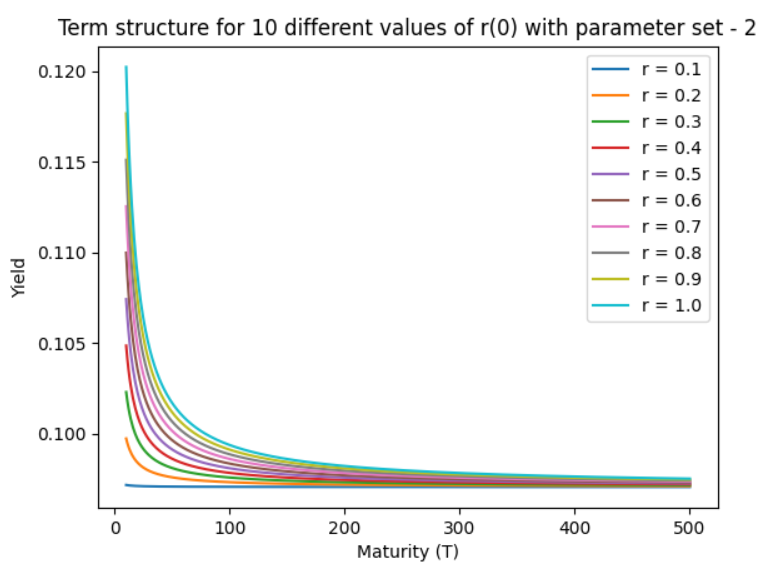 Term structure for 10 different values of r(0) with parameter set - 2
0.120
0.115
0.110
0.105
0.100
Yield
0 100 200 300 400 500
Maturity (T)
r = 0.1
r = 0.2
r = 0.3
r = 0.4
r = 0.5
r = 0.6
r = 0.7
r = 0.8
r = 0.9
r = 1.0